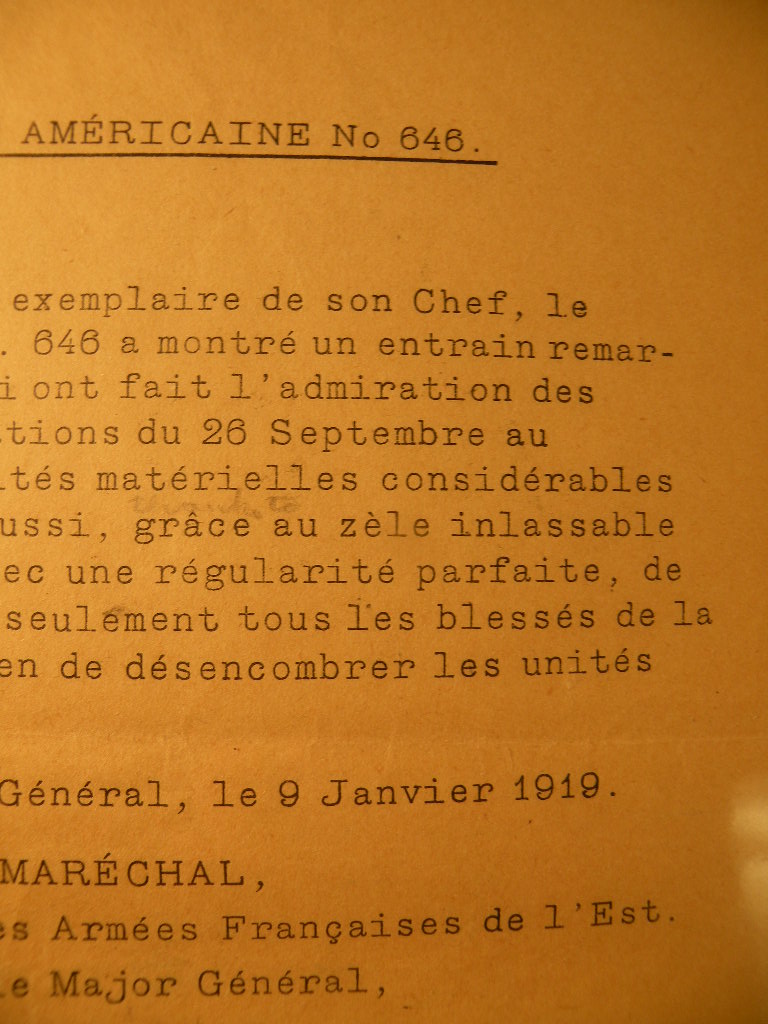 AMÉRICAINE No 646.
exemplaire de son Chef, le
. 646 a montré un entrain remar-
i ont fait l'admiration des
tions du 26 Septembre au
tés matérielles considérables
ussi, grâce au zèle inlassable
ec une régularité parfaite, de
seulement tous les blessés de la
en de désencombrer les unités
Général, le 9 Janvier 1919.
MARÉCHAL,
es Armées Françaises de l'Est.
le Major Général,